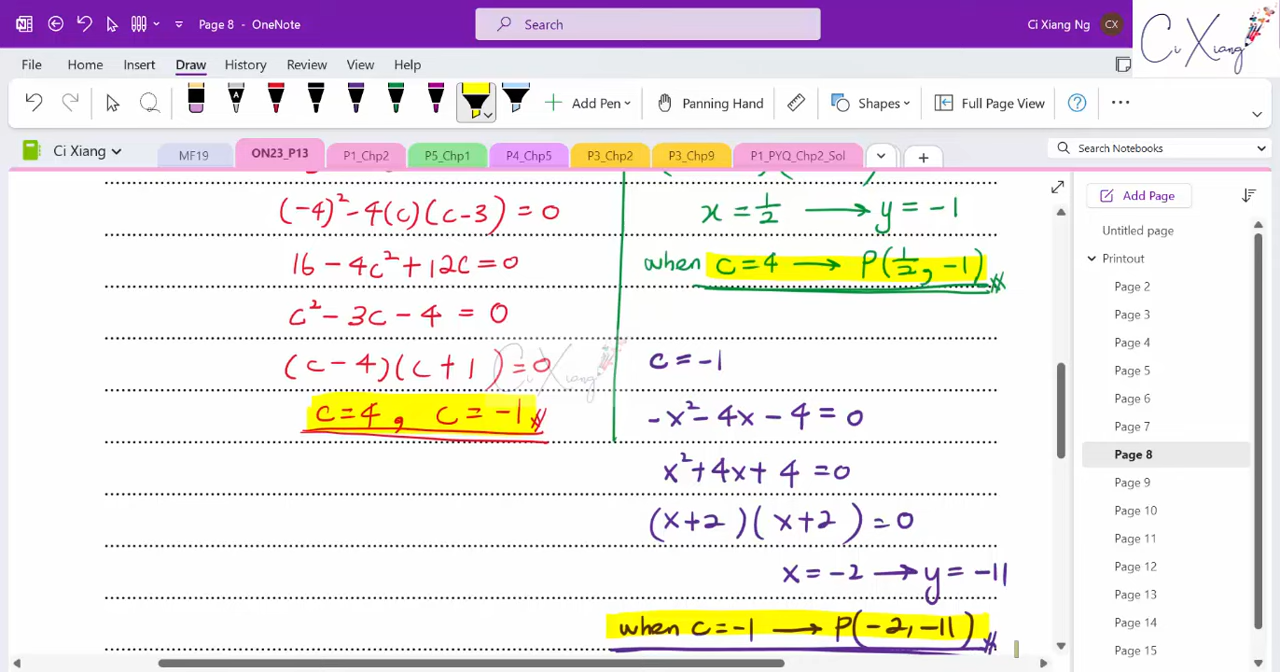 Page 8 - OneNote
Search
Ci Xiang Ng
CX
Ci Xiang
File Home Insert Draw History Review View Help
Add Pen
Panning Hand
Shapes
Full Page View
Ci Xiang
MF19
ON23_P13
P1_Chp2
P5_Chp1
P4_Chp5
P3_Chp2
P3_Chp9
P1_PYQ_Chp2_Sol
Search Notebooks
Add Page
Untitled page
Printout
Page 2
Page 3
Page 4
Page 5
Page 6
Page 7
Page 8
Page 9
Page 10
Page 11
Page 12
Page 13
Page 14
Page 15
(-4)² - 4(c)(c-3) = 0
16 - 4c² + 12c = 0
c² - 3c - 4 = 0
(c - 4)(c + 1) = 0
c = 4, c = -1
x = 1/2 → y = -1
when c = 4 → P(1/2, -1)
c = -1
-x² - 4x - 4 = 0
x² + 4x + 4 = 0
(x+2)(x+2) = 0
x = -2 → y = -11
when c = -1 → P(-2, -11)
Ci Xiang